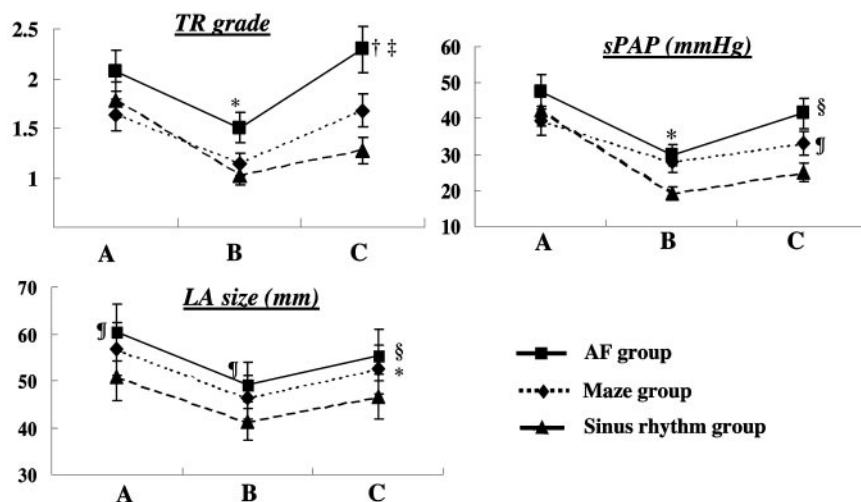 TR grade
2.5
2
1.5
1
* † ‡
A B C
sPAP (mmHg)
60
50
40
30
20
10
* § ¶
A B C
LA size (mm)
70
60
50
40
30
¶ ¶ § *
A B C
AF group
Maze group
Sinus rhythm group